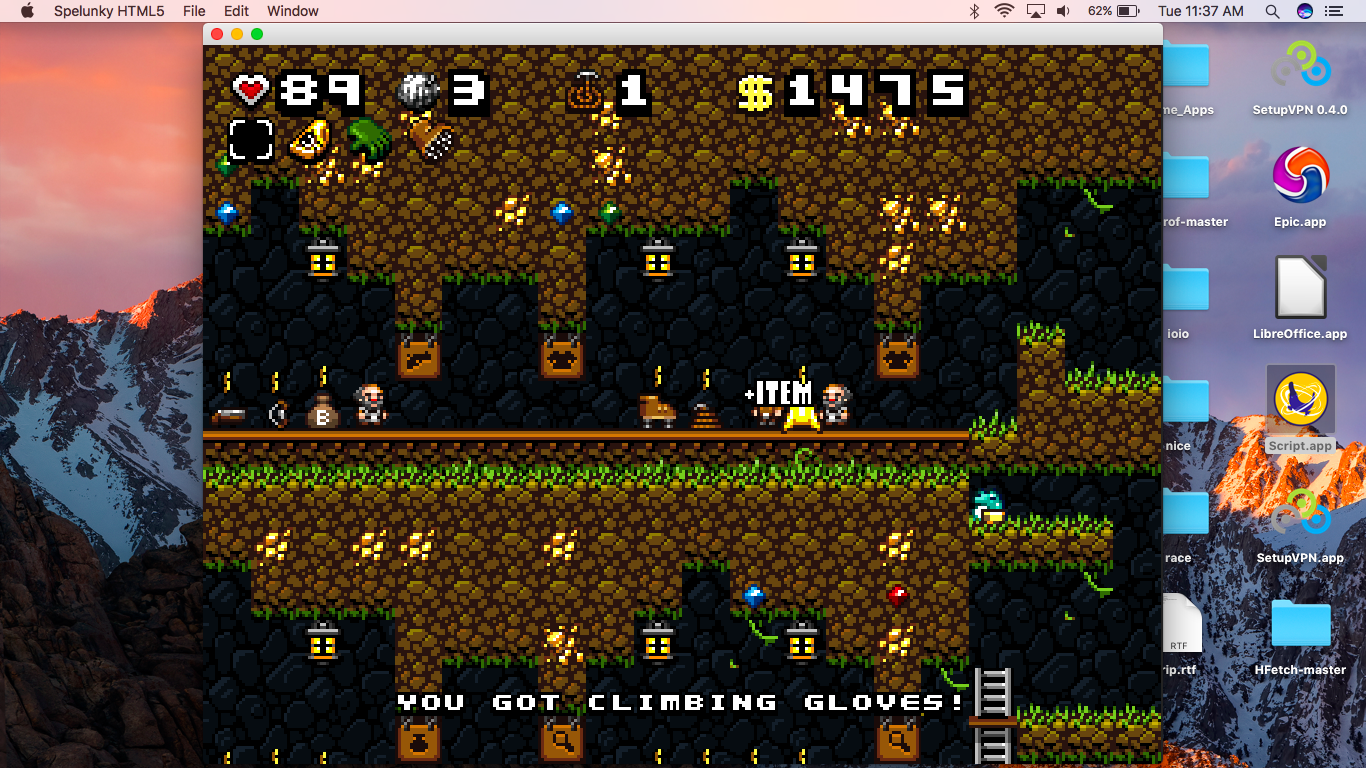 Spelunky HTML5 File Edit Window 62% Tue 11:37 AM
89 3 1 $1475
+ITEM
B
YOU GOT CLIMBING GLOVES!
me_Apps
SetupVPN 0.4.0
rof-master
Epic.app
ioio
LibreOffice.app
nice
Script.app
race
SetupVPN.app
RTF
rip.rtf
HFetch-master